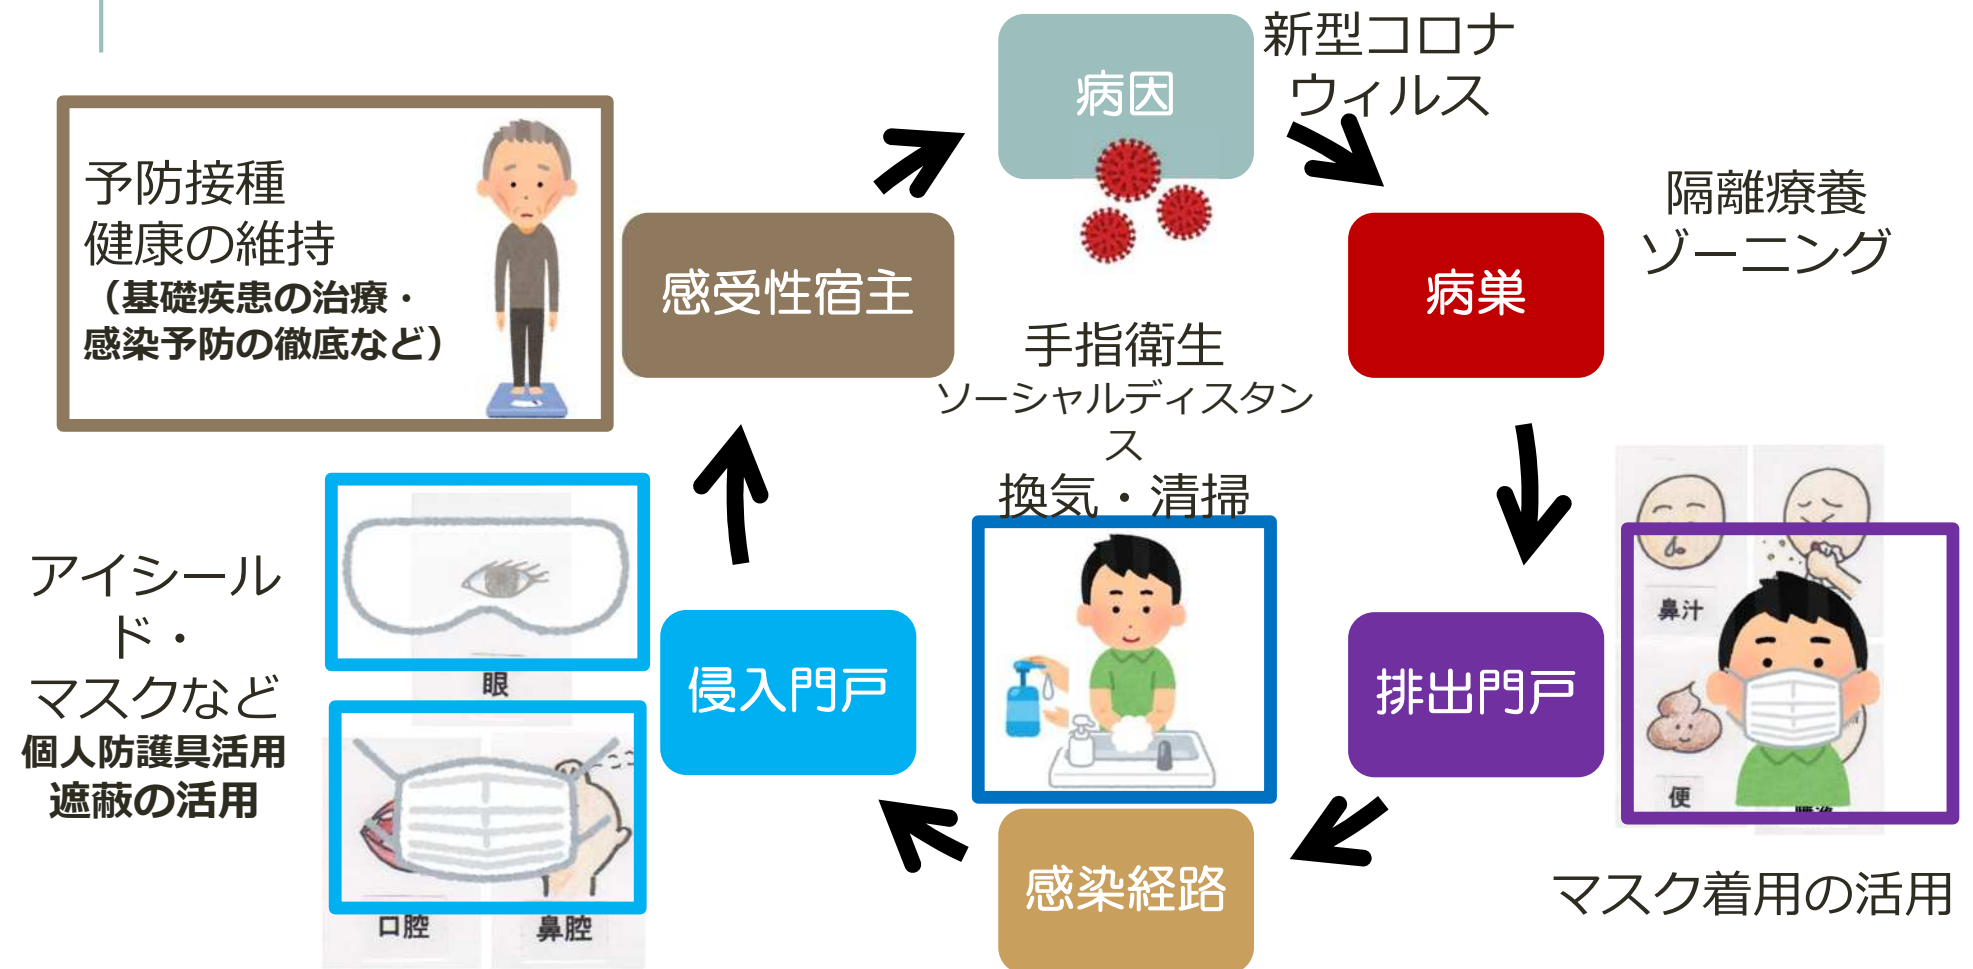 病因
新型コロナ
ウィルス
予防接種
健康の維持
（基礎疾患の治療・
感染予防の徹底など）
感受性宿主
病巣
隔離療養
ゾーニング
手指衛生
ソーシャルディスタン
ス
換気・清掃
アイシール
ド・
マスクなど
個人防護具活用
遮蔽の活用
眼
口腔
鼻腔
侵入門戸
排出門戸
鼻汁
便
感染経路
マスク着用の活用